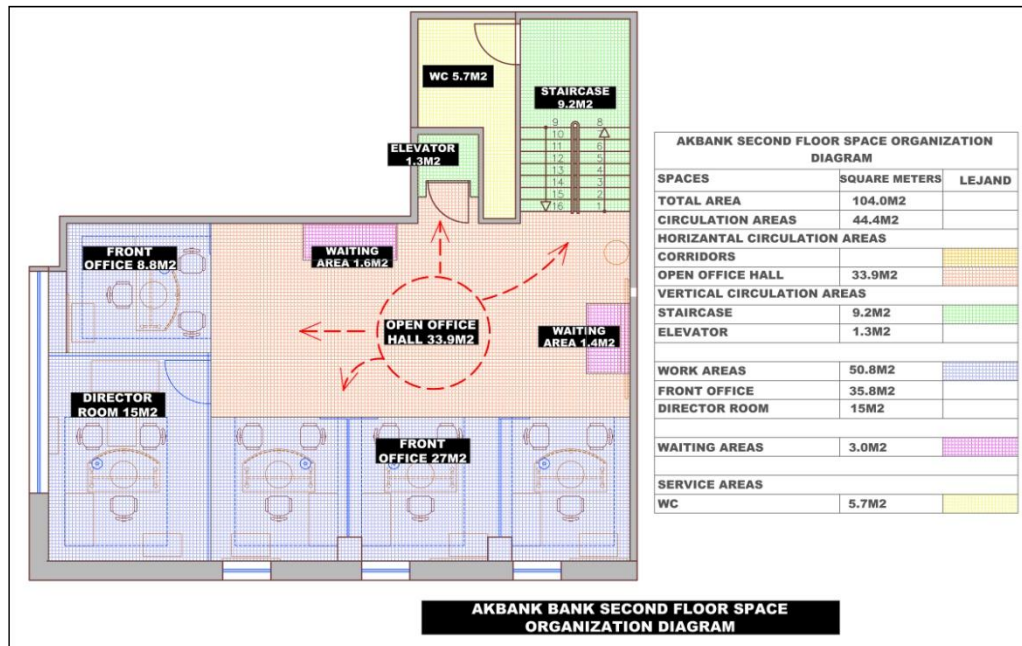 WC 5.7M2
STAIRCASE
9.2M2
9 8
10 7
11 6
12 5
13 4
14 3
15 2
16 1
ELEVATOR
1.3M2
FRONT
OFFICE 8.8M2
WAITING
AREA 1.6M2
OPEN OFFICE
HALL 33.9M2
WAITING
AREA 1.4M2
DIRECTOR
ROOM 15M2
FRONT
OFFICE 27M2
AKBANK SECOND FLOOR SPACE ORGANIZATION
DIAGRAM
SPACES SQUARE METERS LEJAND
TOTAL AREA 104.0M2
CIRCULATION AREAS 44.4M2
HORIZANTAL CIRCULATION AREAS
CORRIDORS
OPEN OFFICE HALL 33.9M2
VERTICAL CIRCULATION AREAS
STAIRCASE 9.2M2
ELEVATOR 1.3M2
WORK AREAS 50.8M2
FRONT OFFICE 35.8M2
DIRECTOR ROOM 15M2
WAITING AREAS 3.0M2
SERVICE AREAS
WC 5.7M2
AKBANK BANK SECOND FLOOR SPACE
ORGANIZATION DIAGRAM